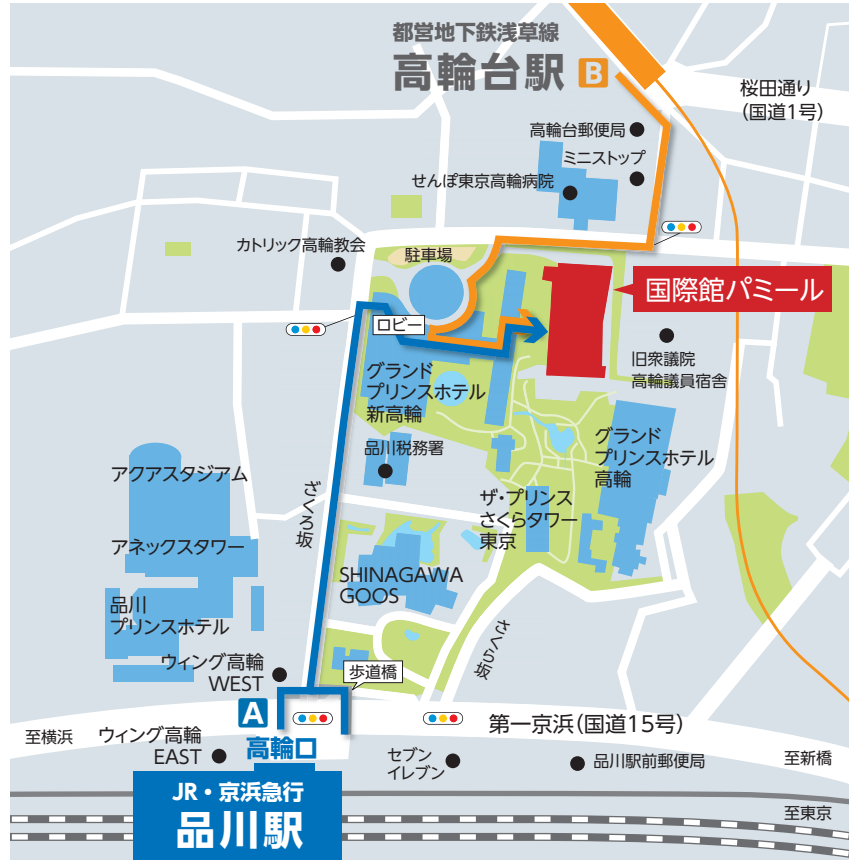 都営地下鉄浅草線
高輪台駅 B
桜田通り
(国道1号)
高輪台郵便局
ミニストップ
せんぽ東京高輪病院
カトリック高輪教会
駐車場
国際館パミール
ロビー
旧衆議院
高輪議員宿舎
グランド
プリンスホテル
新高輪
グランド
プリンスホテル
高輪
品川税務署
アクアスタジアム
ざくろ坂
ザ・プリンス
さくらタワー
東京
アネックスタワー
SHINAGAWA
GOOS
品川
プリンスホテル
さくら坂
ウィング高輪
WEST
歩道橋
A
第一京浜(国道15号)
至横浜
ウィング高輪
EAST
高輪口
セブン
イレブン
品川駅前郵便局
至新橋
JR・京浜急行
品川駅
至東京